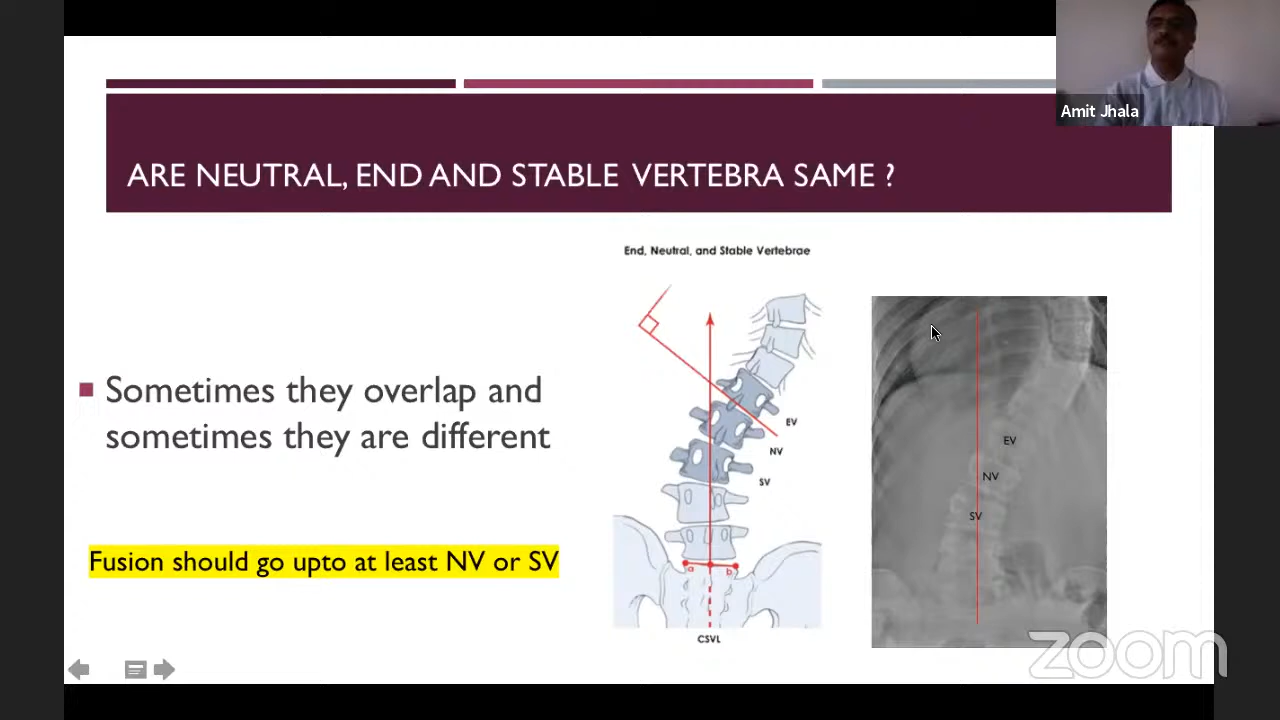 Amit Jhala
ARE NEUTRAL, END AND STABLE VERTEBRA SAME ?
End, Neutral, and Stable Vertebrae
Sometimes they overlap and
sometimes they are different
Fusion should go upto at least NV or SV
EV
NV
SV
a
b
CSVL
EV
NV
SV
zoom